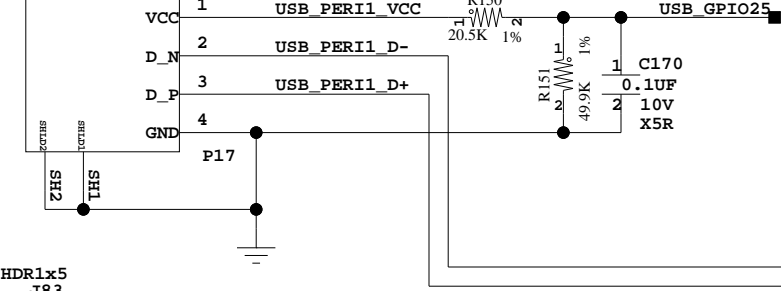 VCC 1 USB_PERI1_VCC R150 USB_GPIO25
1 2
20.5K 1%
D_N 2 USB_PERI1_D-
D_P 3 USB_PERI1_D+
1 1%
R151
2 49.9K
1 C170
0.1UF
2 10V
X5R
GND 4
P17
SHLD2 SHLD1
SH2 SH1
HDR1x5
J83